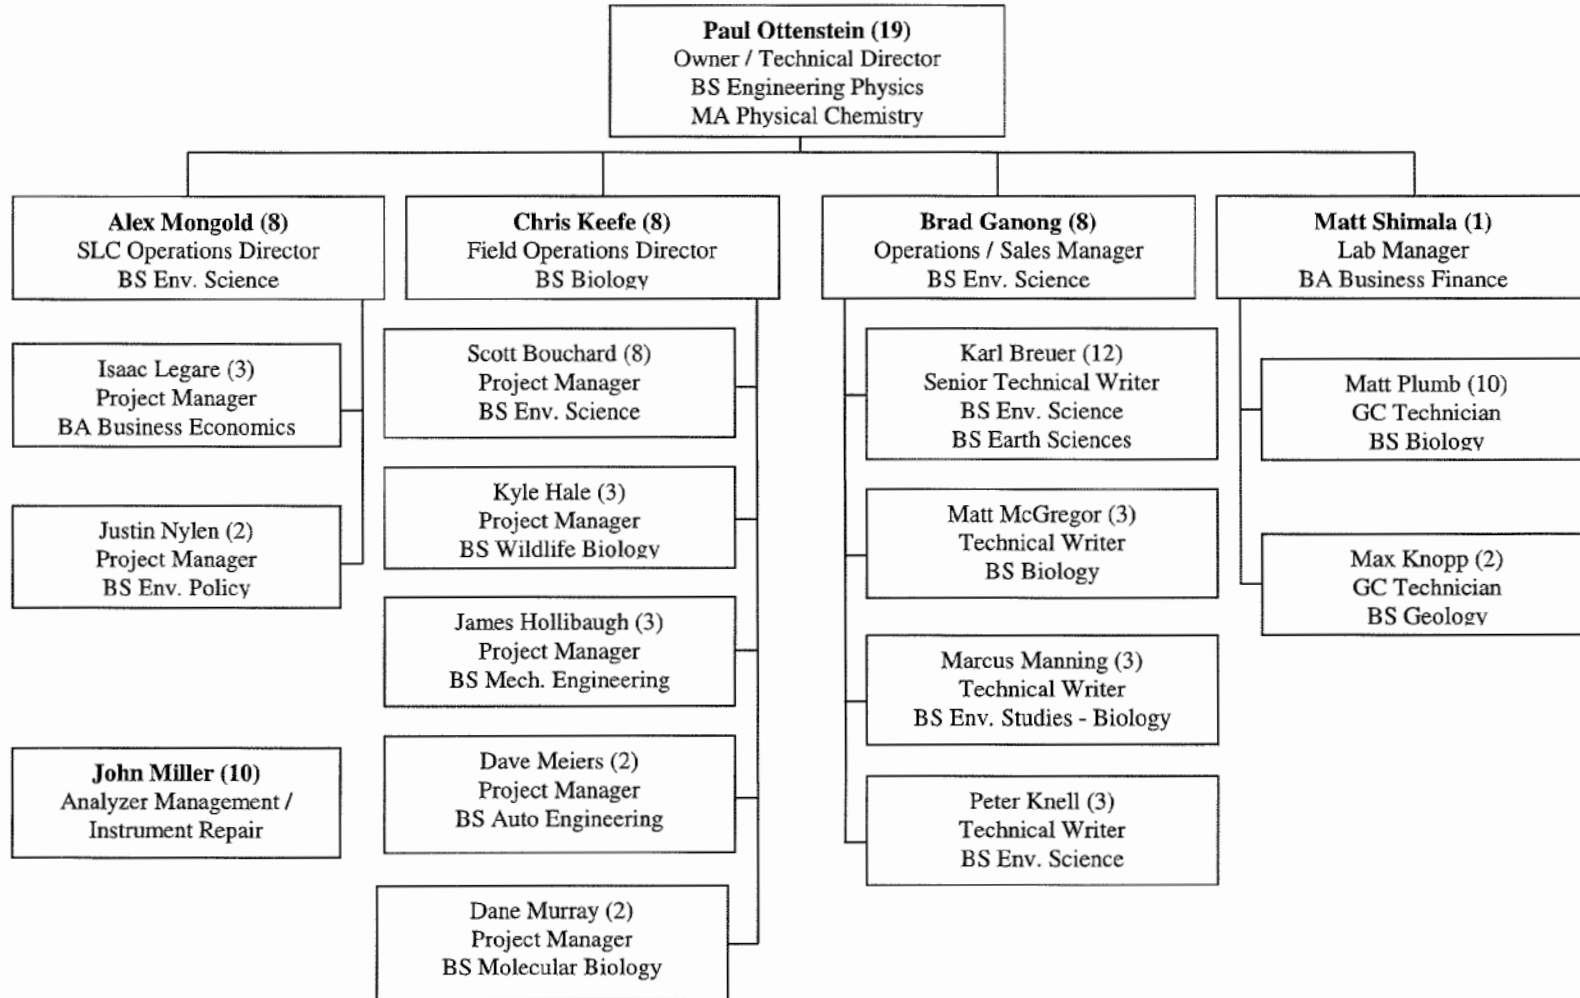 Paul Ottenstein (19)
Owner / Technical Director
BS Engineering Physics
MA Physical Chemistry
Alex Mongold (8)
SLC Operations Director
BS Env. Science
Chris Keefe (8)
Field Operations Director
BS Biology
Brad Ganong (8)
Operations / Sales Manager
BS Env. Science
Matt Shimala (1)
Lab Manager
BA Business Finance
Isaac Legare (3)
Project Manager
BA Business Economics
Justin Nylen (2)
Project Manager
BS Env. Policy
John Miller (10)
Analyzer Management /
Instrument Repair
Scott Bouchard (8)
Project Manager
BS Env. Science
Kyle Hale (3)
Project Manager
BS Wildlife Biology
James Hollibaugh (3)
Project Manager
BS Mech. Engineering
Dave Meiers (2)
Project Manager
BS Auto Engineering
Dane Murray (2)
Project Manager
BS Molecular Biology
Karl Breuer (12)
Senior Technical Writer
BS Env. Science
BS Earth Sciences
Matt McGregor (3)
Technical Writer
BS Biology
Marcus Manning (3)
Technical Writer
BS Env. Studies - Biology
Peter Knell (3)
Technical Writer
BS Env. Science
Matt Plumb (10)
GC Technician
BS Biology
Max Knopp (2)
GC Technician
BS Geology